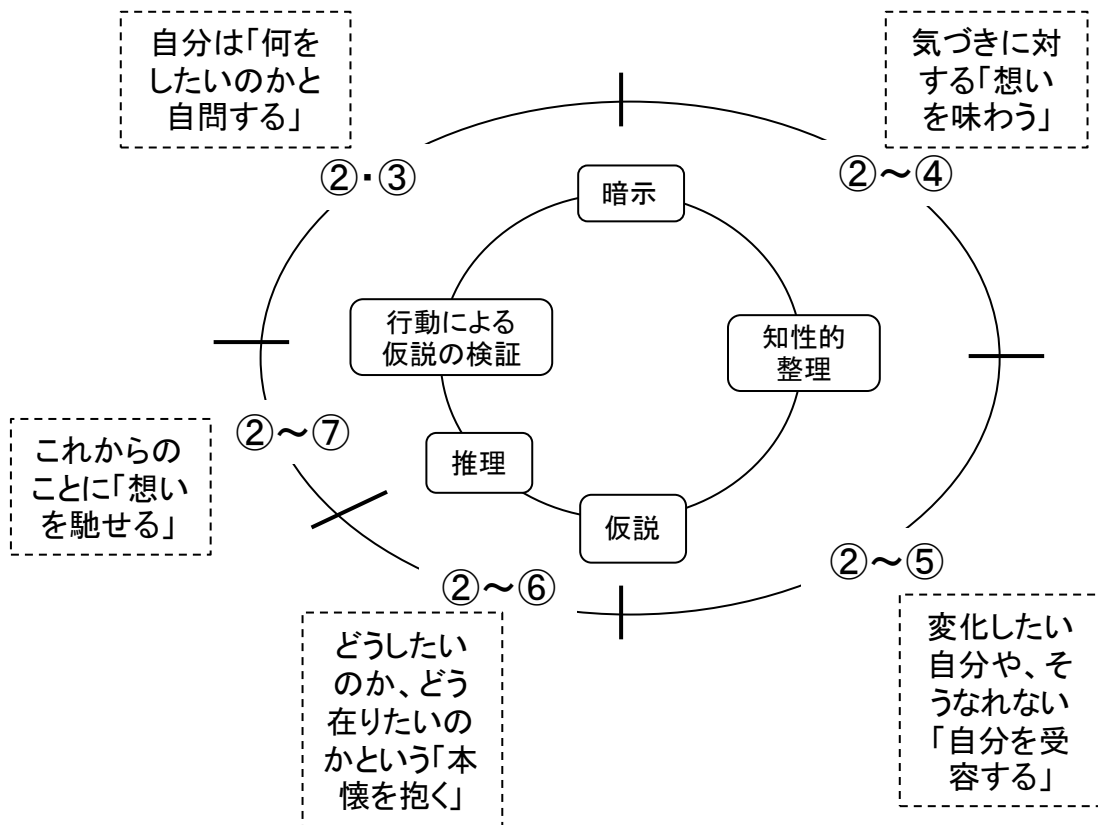 自分は「何を
したいのかと
自問する」
気づきに対
する「想い
を味わう」
②・③
②～④
暗示
行動による
仮説の検証
知性的
整理
②～⑦
これからの
ことに「想い
を馳せる」
推理
仮説
②～⑥
②～⑤
どうしたい
のか、どう
在りたいの
かという「本
懐を抱く」
変化したい
自分や、そ
うなれない
「自分を受
容する」